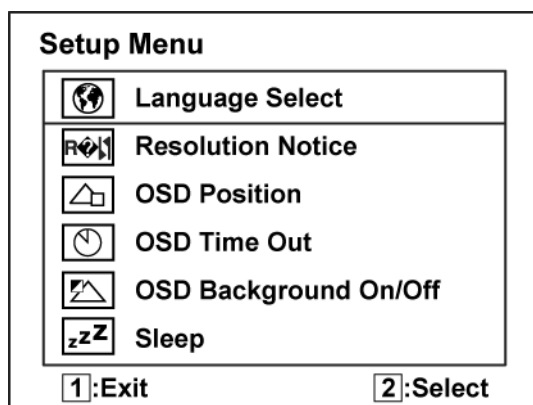 Setup Menu
Language Select
Resolution Notice
OSD Position
OSD Time Out
OSD Background On/Off
zzZ Sleep
1:Exit 2:Select